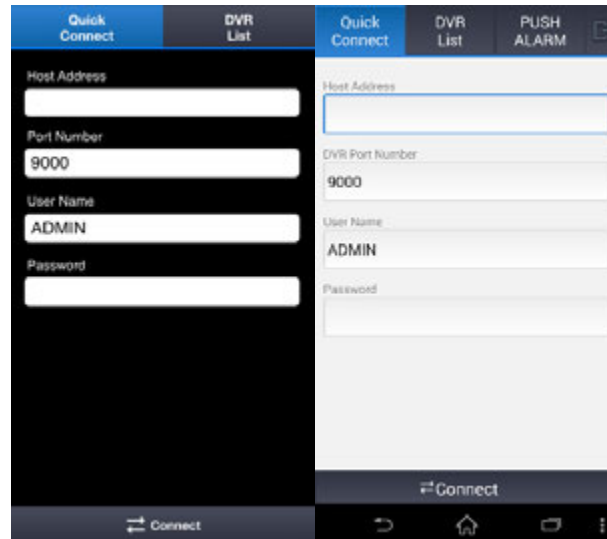 Quick
Connect
DVR
List
Host Address
Port Number
9000
User Name
ADMIN
Password
Connect
Quick
Connect
DVR
List
PUSH
ALARM
Host Address
DVR Port Number
9000
User Name
ADMIN
Password
Connect